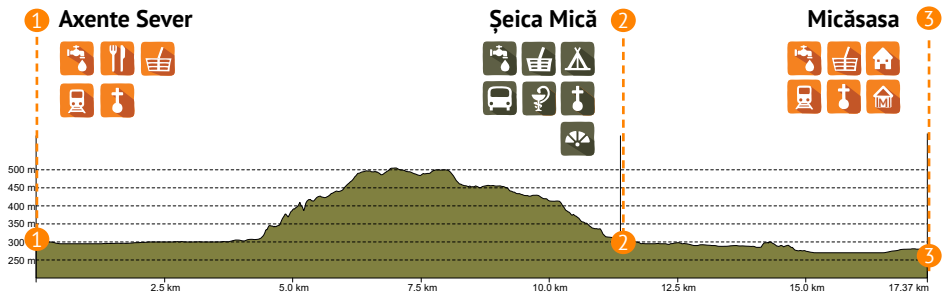 1 Axente Sever
Șeica Mică 2
Micăsasa 3
M
500 m
450 m
400 m
350 m
300 m
250 m
1
2
3
2.5 km
5.0 km
7.5 km
10.0 km
12.5 km
15.0 km
17.37 km